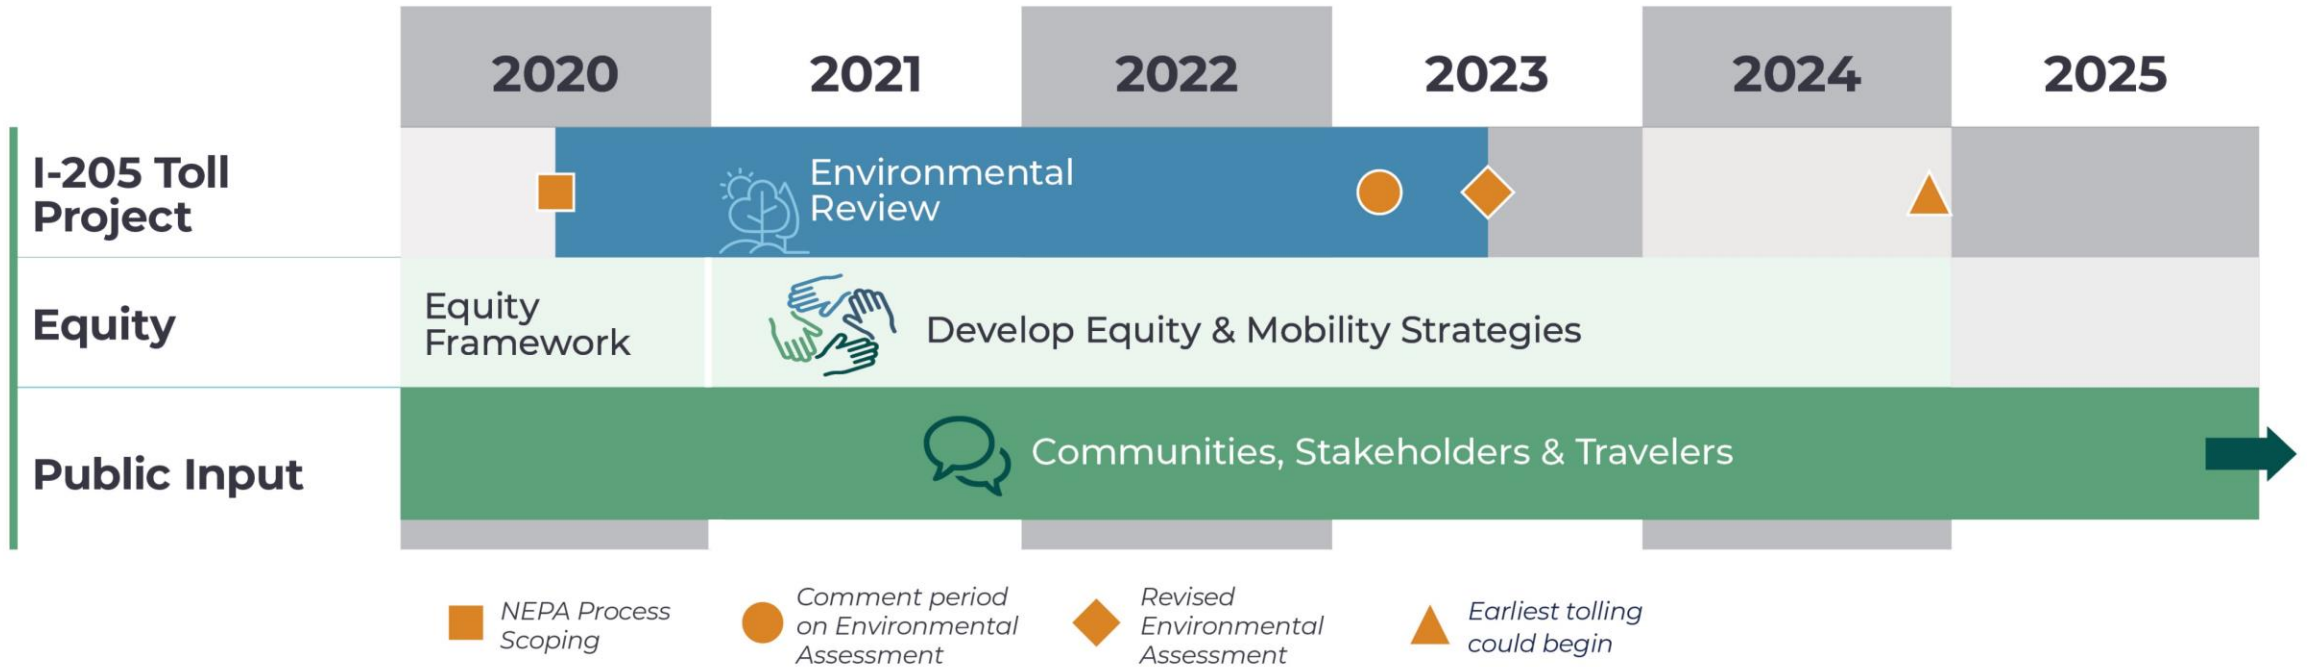 2020 2021 2022 2023 2024 2025
I-205 Toll
Project
Environmental
Review
Equity
Equity
Framework
Develop Equity & Mobility Strategies
Public Input
Communities, Stakeholders & Travelers
NEPA Process
Scoping
Comment period
on Environmental
Assessment
Revised
Environmental
Assessment
Earliest tolling
could begin